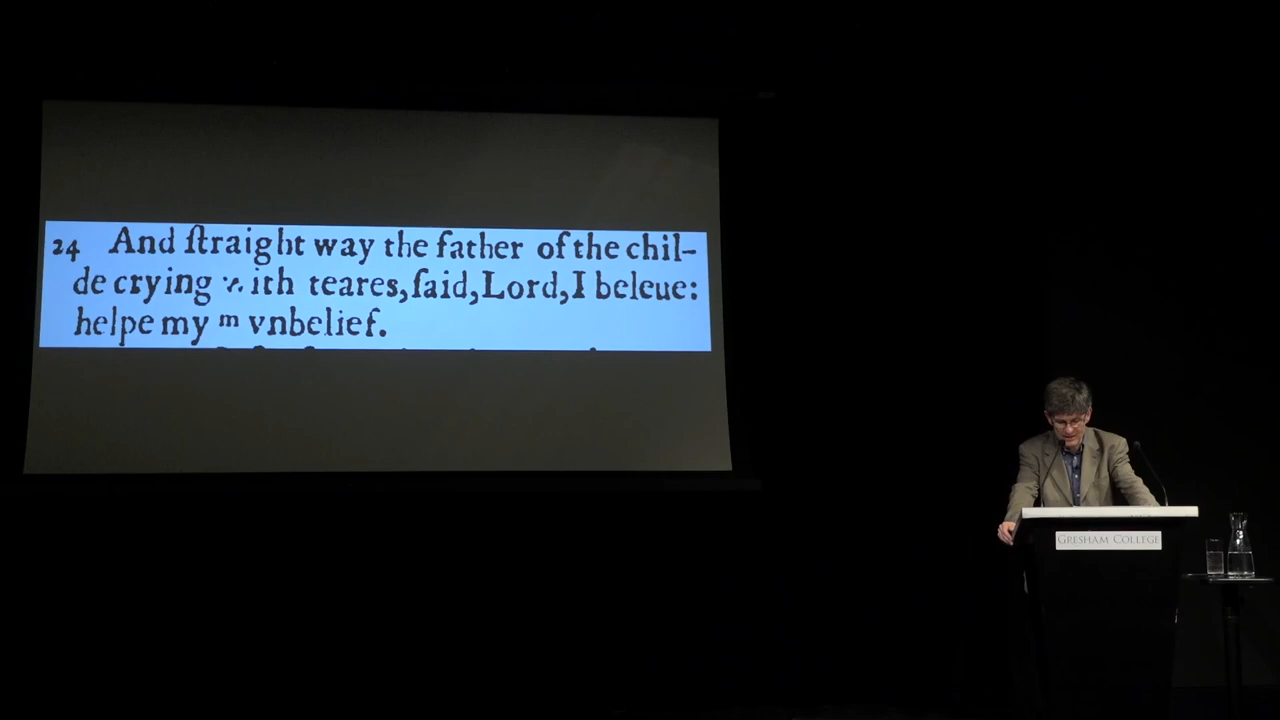 24 And ſtraight way the father of the chil-
de crying with teares, ſaid, Lord, I beleue:
helpe my m vnbelief.
GRESHAM COLLEGE